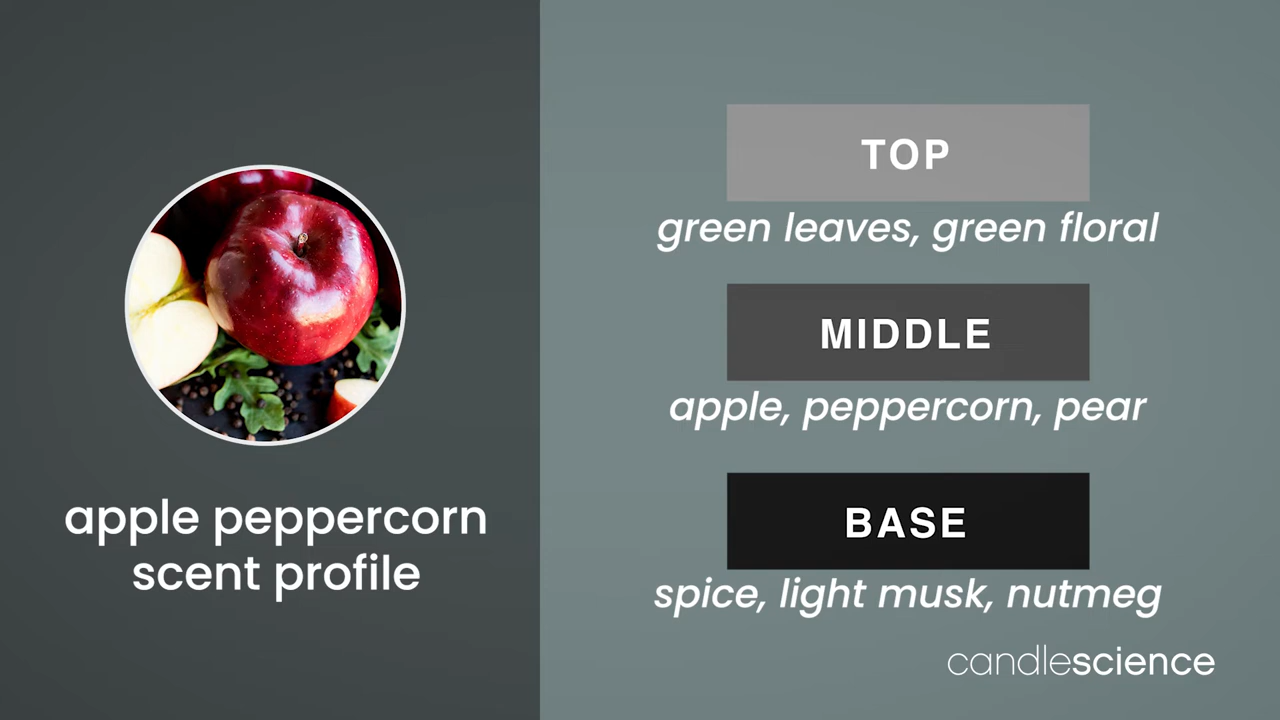 apple peppercorn
scent profile
TOP
green leaves, green floral
MIDDLE
apple, peppercorn, pear
BASE
spice, light musk, nutmeg
candlescience